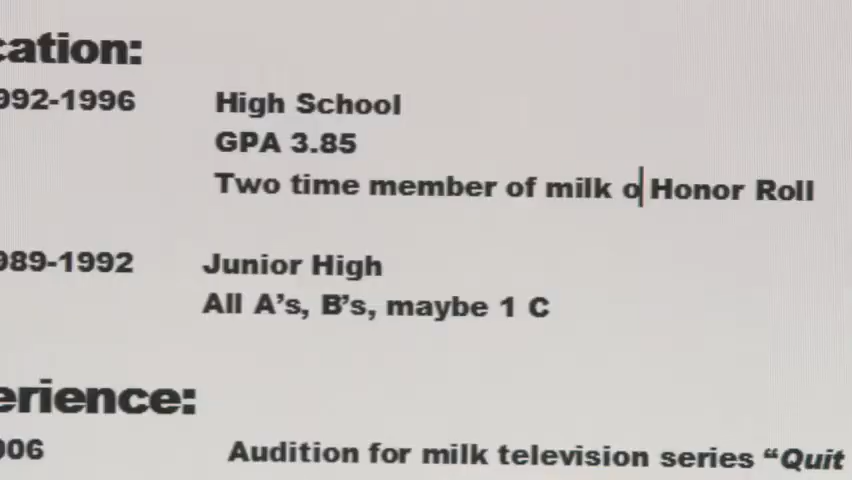 cation:
992-1996 High School
GPA 3.85
Two time member of milk o Honor Roll
989-1992 Junior High
All A's, B's, maybe 1 C
erience:
006 Audition for milk television series “Quit